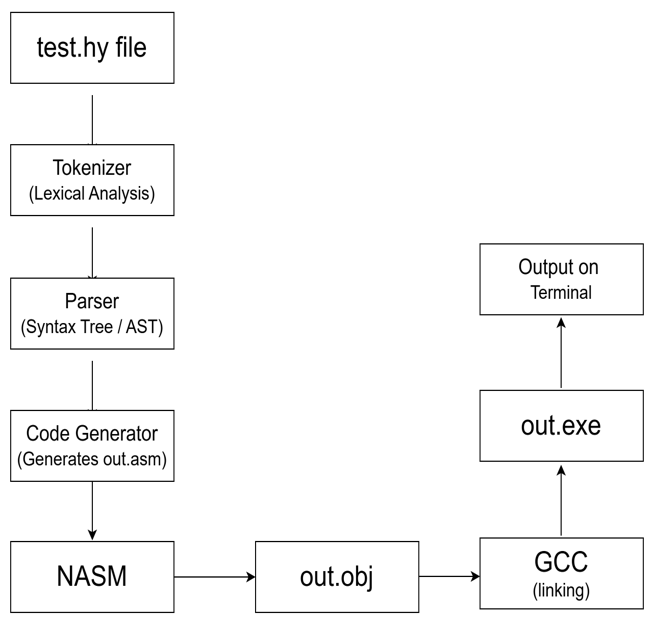 test.hy file
Tokenizer
(Lexical Analysis)
Parser
(Syntax Tree / AST)
Code Generator
(Generates out.asm)
NASM
out.obj
GCC
(linking)
out.exe
Output on
Terminal